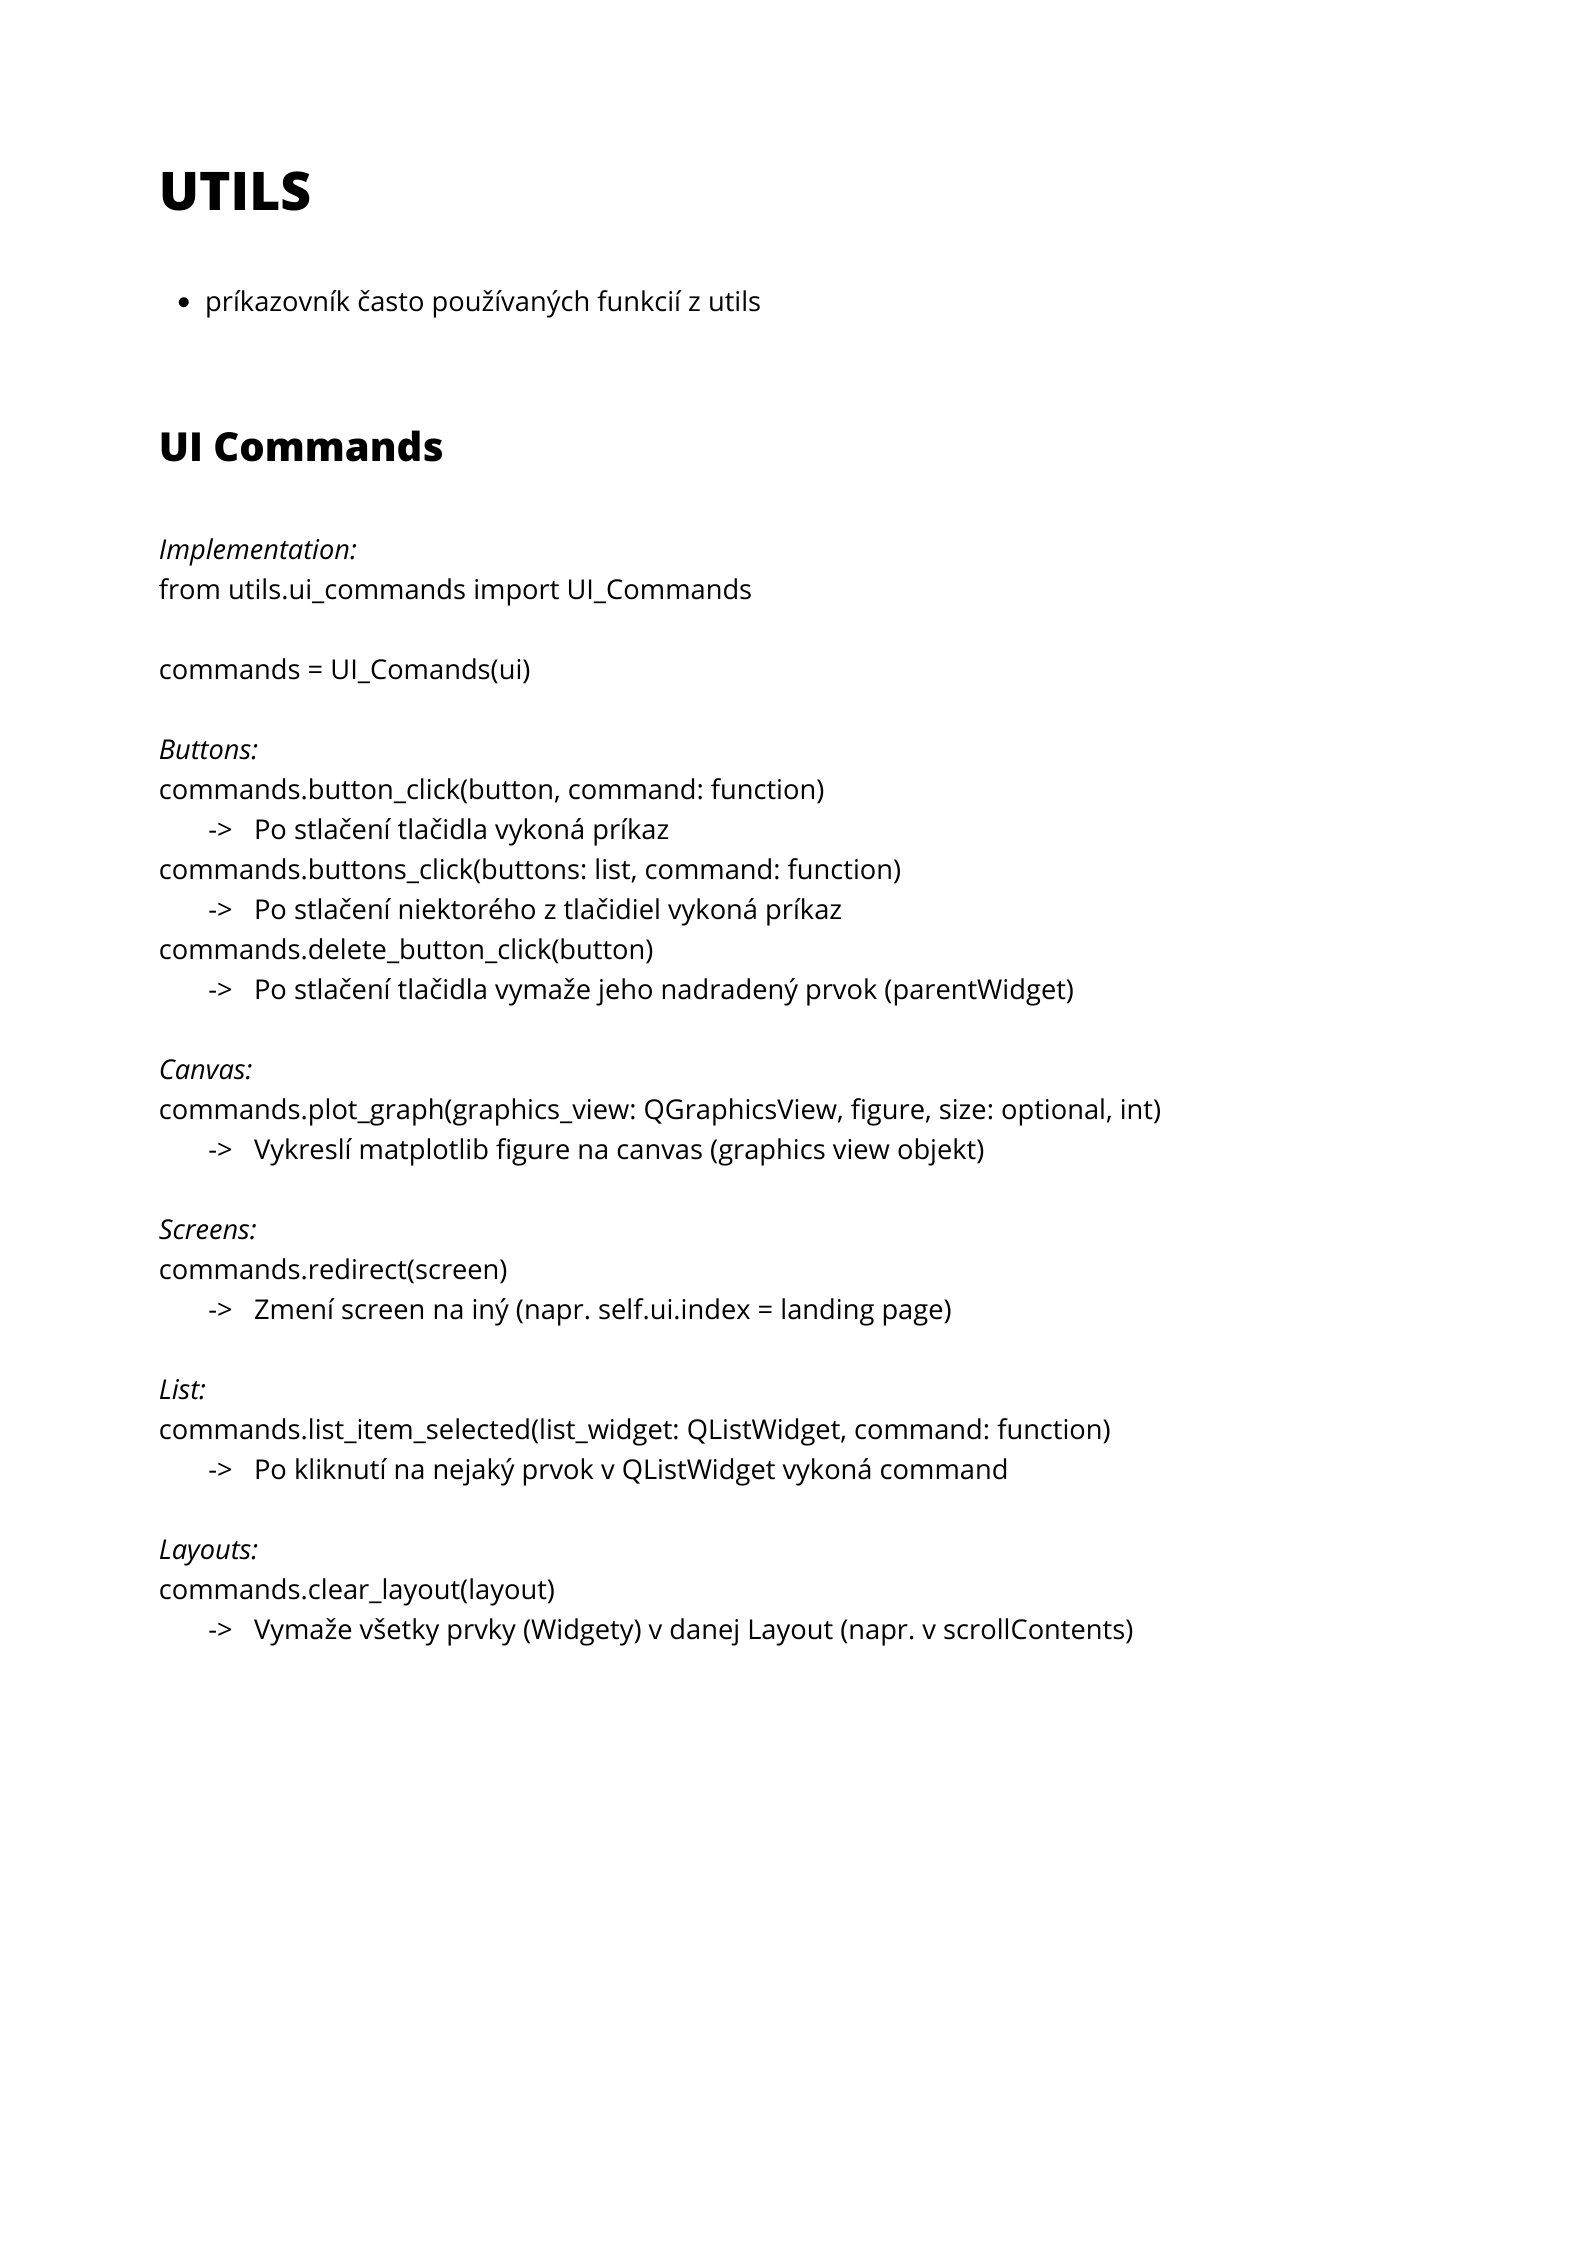 UTILS
• príkazovník často používaných funkcií z utils
UI Commands
Implementation:
from utils.ui_commands import UI_Commands
commands = UI_Comands(ui)
Buttons:
commands.button_click(button, command: function)
-> Po stlačení tlačidla vykoná príkaz
commands.buttons_click(buttons: list, command: function)
-> Po stlačení niektorého z tlačidiel vykoná príkaz
commands.delete_button_click(button)
-> Po stlačení tlačidla vymaže jeho nadradený prvok (parentWidget)
Canvas:
commands.plot_graph(graphics_view: QGraphicsView, figure, size: optional, int)
-> Vykreslí matplotlib figure na canvas (graphics view objekt)
Screens:
commands.redirect(screen)
-> Zmení screen na iný (napr. self.ui.index = landing page)
List:
commands.list_item_selected(list_widget: QListWidget, command: function)
-> Po kliknutí na nejaký prvok v QListWidget vykoná command
Layouts:
commands.clear_layout(layout)
-> Vymaže všetky prvky (Widgety) v danej Layout (napr. v scrollContents)